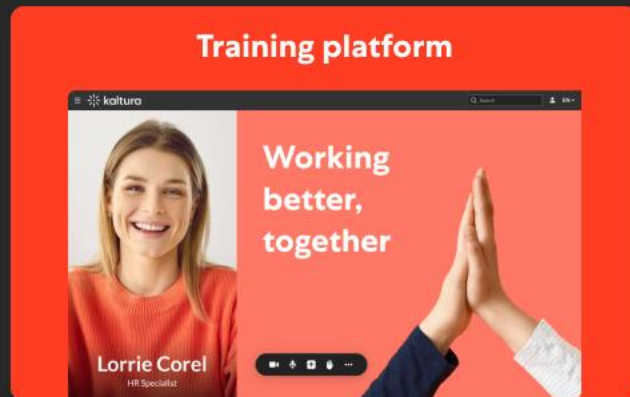 Training platform
kaltura
Search
EN
Working
better,
together
Lorrie Corel
HR Specialist